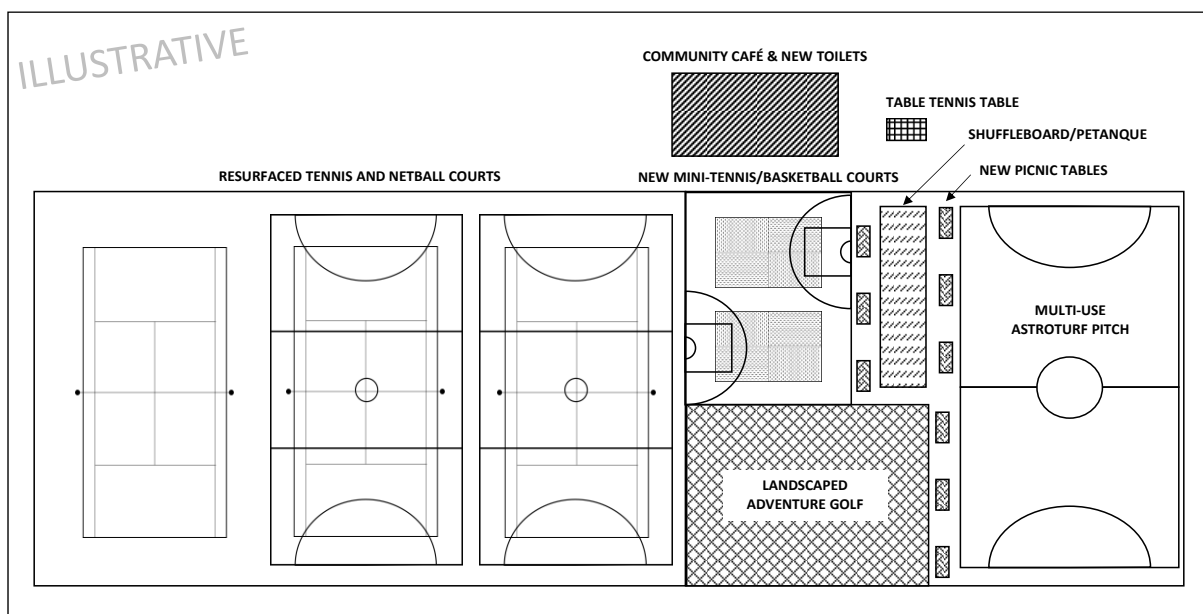 ILLUSTRATIVE
COMMUNITY CAFÉ & NEW TOILETS
TABLE TENNIS TABLE
SHUFFLEBOARD/PETANQUE
RESURFACED TENNIS AND NETBALL COURTS
NEW MINI-TENNIS/BASKETBALL COURTS
NEW PICNIC TABLES
MULTI-USE
ASTROTURF PITCH
LANDSCAPED
ADVENTURE GOLF